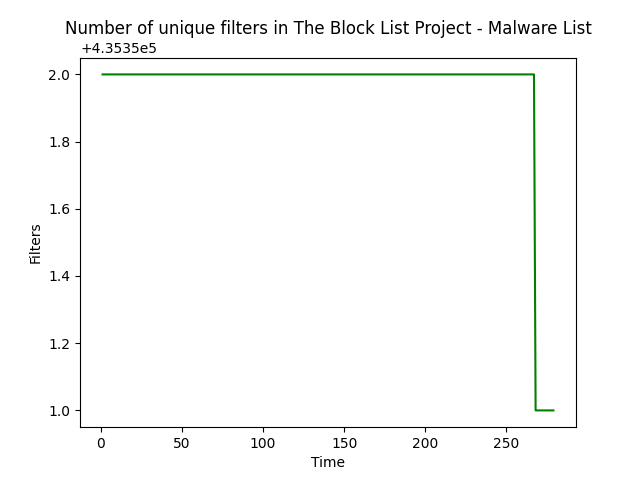 Number of unique filters in The Block List Project - Malware List
+4.3535e5
2.0
1.8
1.6
1.4
1.2
1.0
Filters
0 50 100 150 200 250
Time